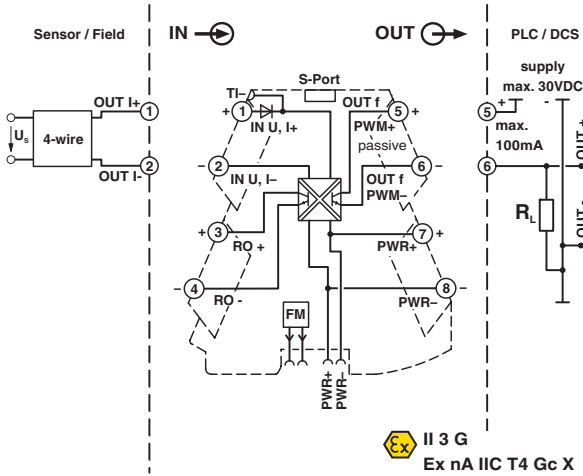 Sensor / Field
IN
OUT
PLC / DCS
supply
max. 30VDC
+
-
max.
100mA
5
6
OUT +
OUT -
R L
OUT I+
1
U s
4-wire
OUT I-
2
S-Port
TI–
1
+
IN U, I+
– 2
IN U, I–
+ 3
RO +
– 4
RO -
OUT f
5 +
PWM+
passive
OUT f
6 –
PWM–
7 +
PWR+
8 –
PWR–
FM
PWR+
PWR–
Ex
II 3 G
Ex nA IIC T4 Gc X